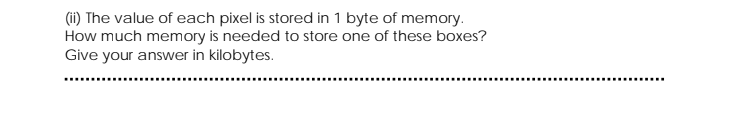 (ii) The value of each pixel is stored in 1 byte of memory.
How much memory is needed to store one of these boxes?
Give your answer in kilobytes.